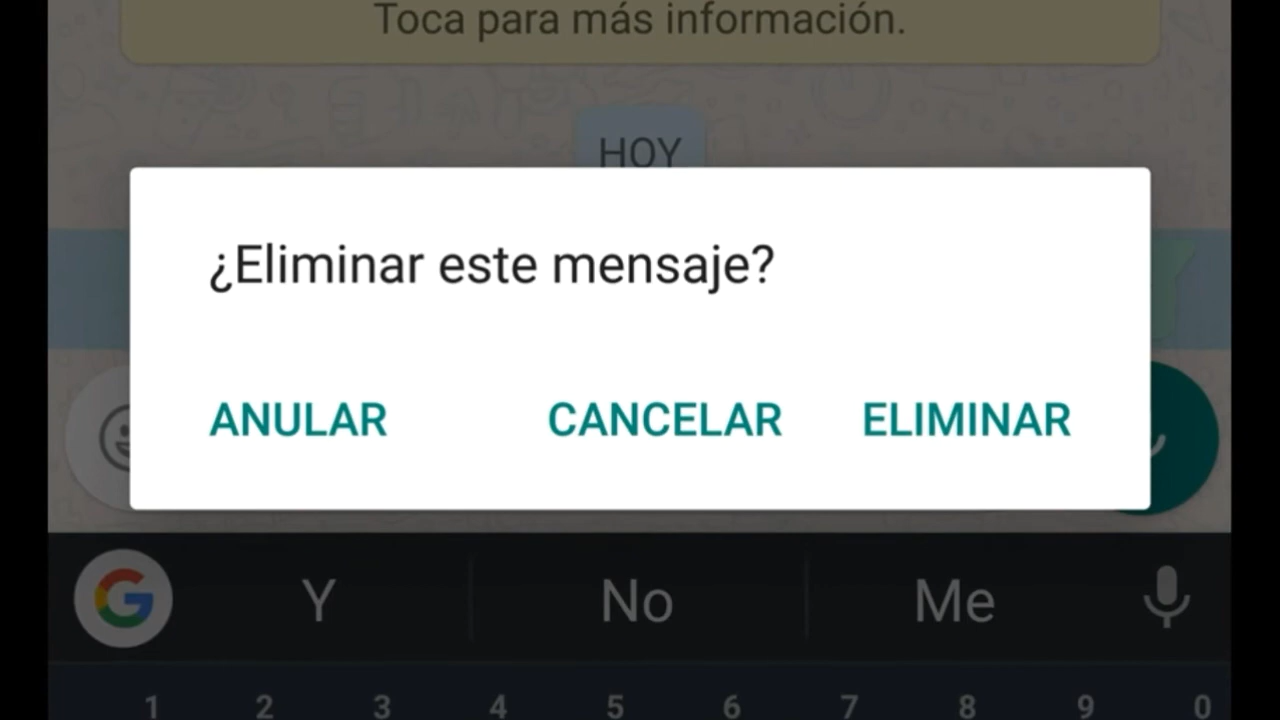 Toca para más información.
HOY
¿Eliminar este mensaje?
ANULAR CANCELAR ELIMINAR
G Y No Me
1 2 3 4 5 6 7 8 9 0